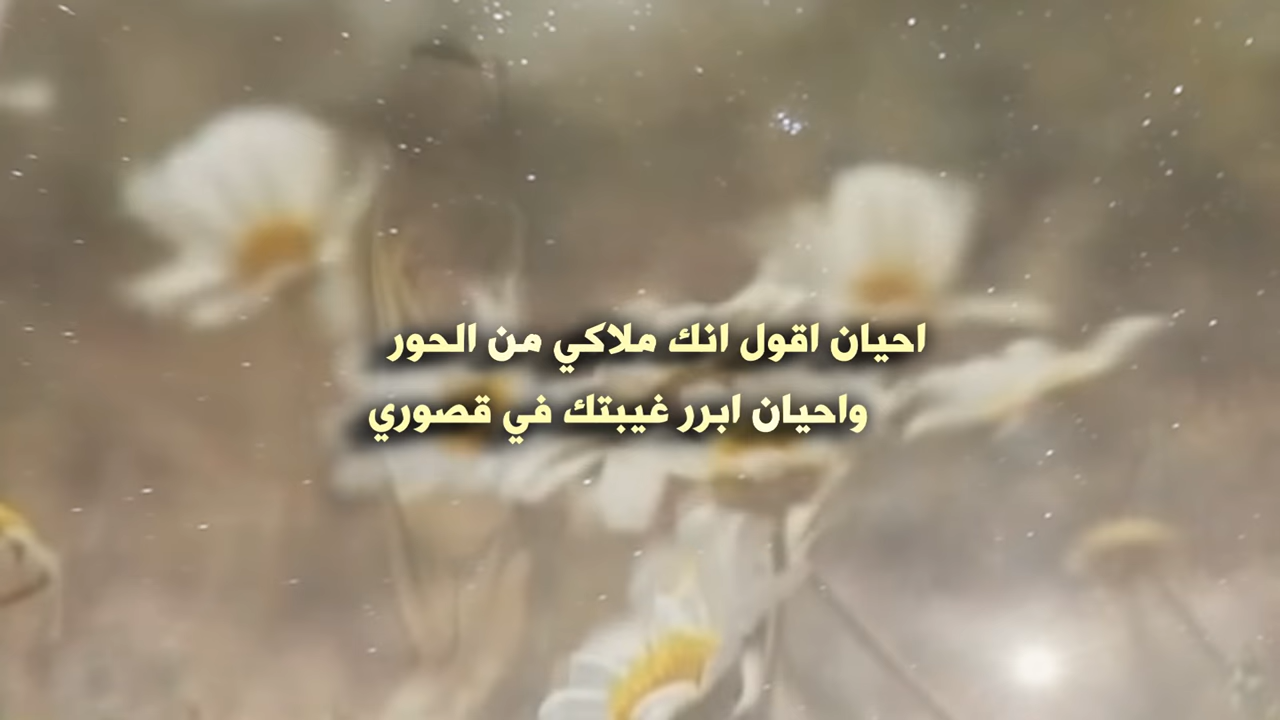 احيان اقول انك ملاكي من الحور
واحيان ابرر غيبتك في قصوري